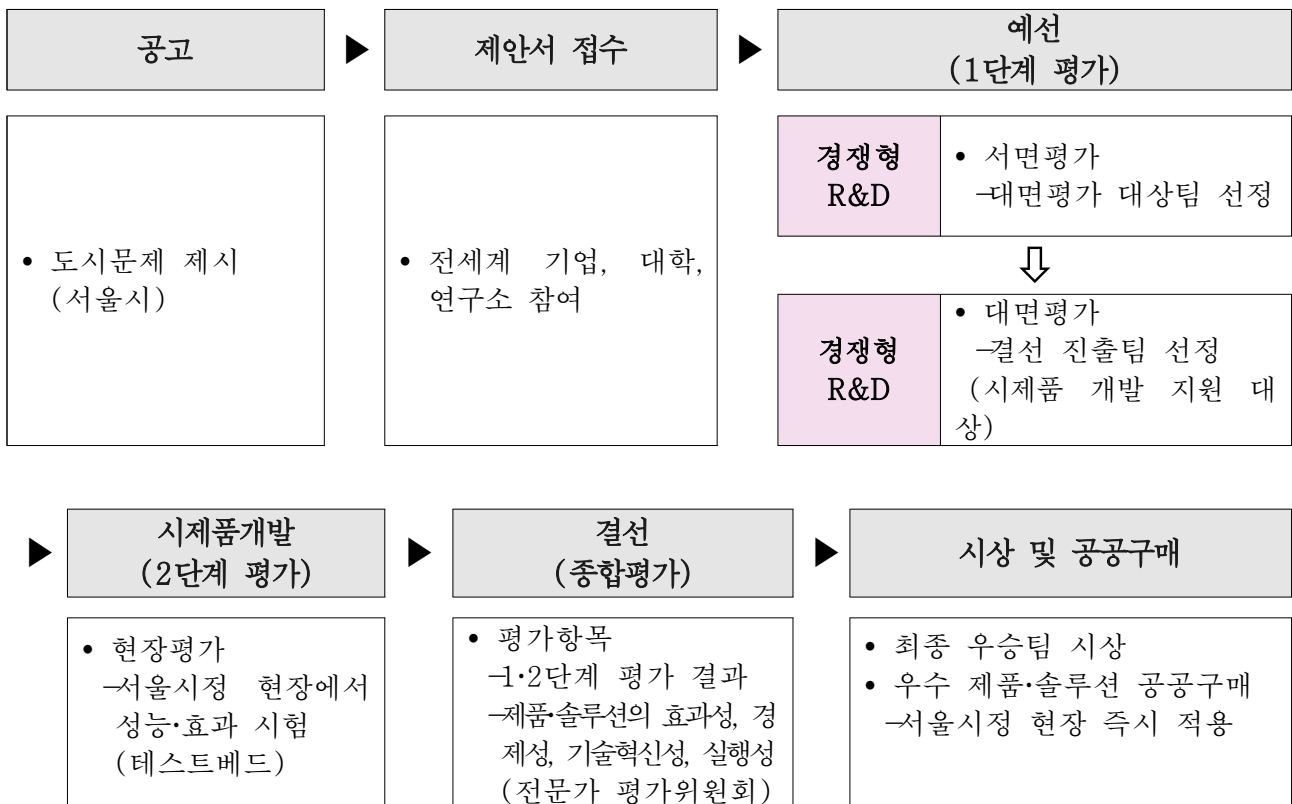 공고
▶
제안서 접수
▶
예선
(1단계 평가)
• 도시문제 제시
(서울시)
• 전세계 기업, 대학,
연구소 참여
경쟁형
R&D
• 서면평가
-대면평가 대상팀 선정
⇩
경쟁형
R&D
• 대면평가
-결선 진출팀 선정
(시제품 개발 지원 대
상)
▶
시제품개발
(2단계 평가)
▶
결선
(종합평가)
▶
시상 및 공공구매
• 현장평가
-서울시정 현장에서
성능·효과 시험
(테스트베드)
• 평가항목
-1·2단계 평가 결과
-제품·솔루션의 효과성, 경
제성, 기술혁신성, 실행성
(전문가 평가위원회)
• 최종 우승팀 시상
• 우수 제품·솔루션 공공구매
-서울시정 현장 즉시 적용